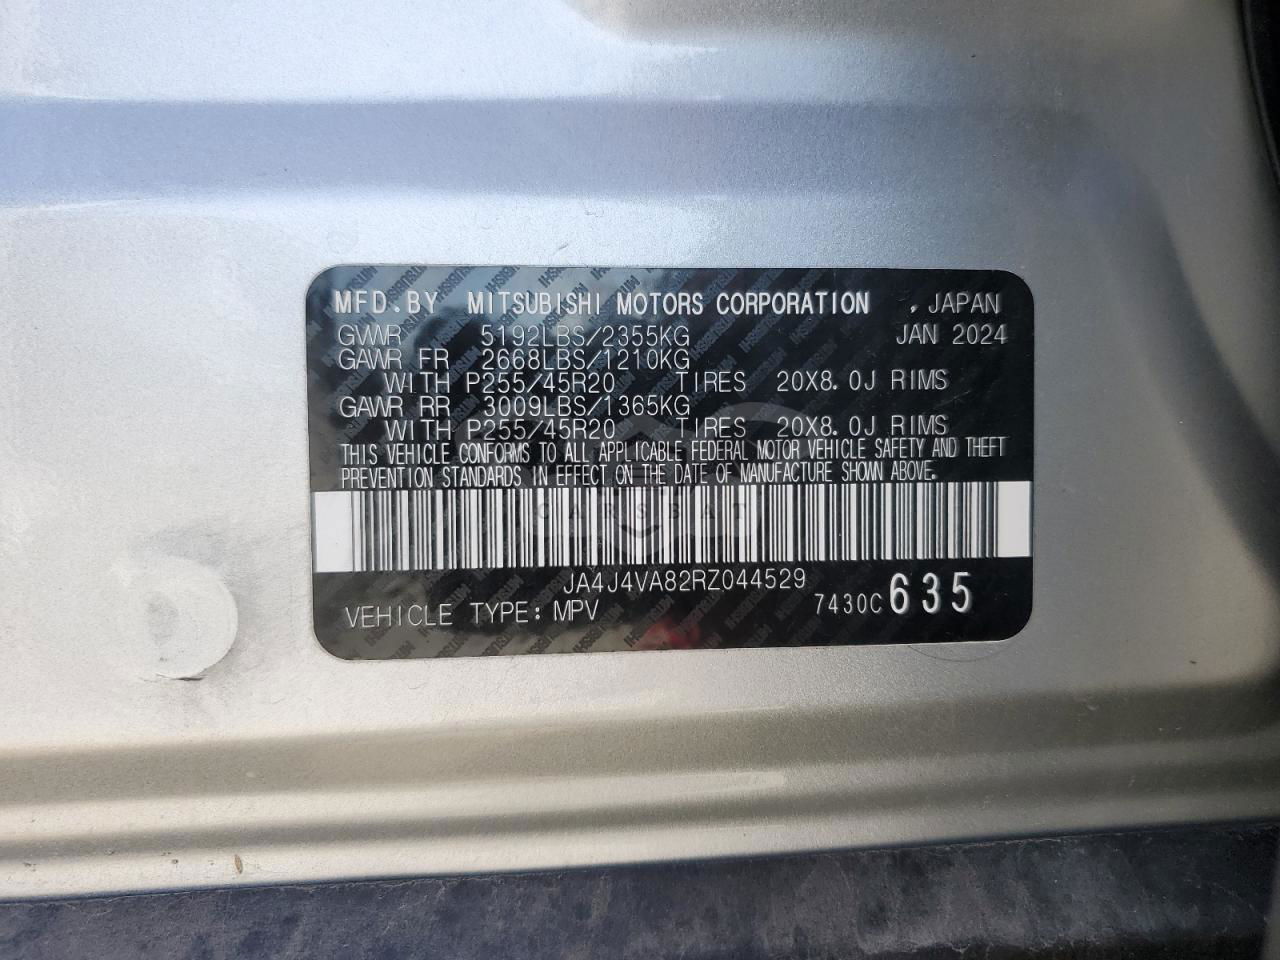 MFD.BY MITSUBISHI MOTORS CORPORATION , JAPAN
GVWR 5192LBS/2355KG JAN 2024
GAWR FR 2668LBS/1210KG
WITH P255/45R20 TIRES 20X8.0J RIMS
GAWR RR 3009LBS/1365KG
WITH P255/45R20 TIRES 20X8.0J RIMS
THIS VEHICLE CONFORMS TO ALL APPLICABLE FEDERAL MOTOR VEHICLE SAFETY AND THEFT
PREVENTION STANDARDS IN EFFECT ON THE DATE OF MANUFACTURE SHOWN ABOVE.
CARSBAT
JA4J4VA82RZ044529
VEHICLE TYPE: MPV 7430C 635